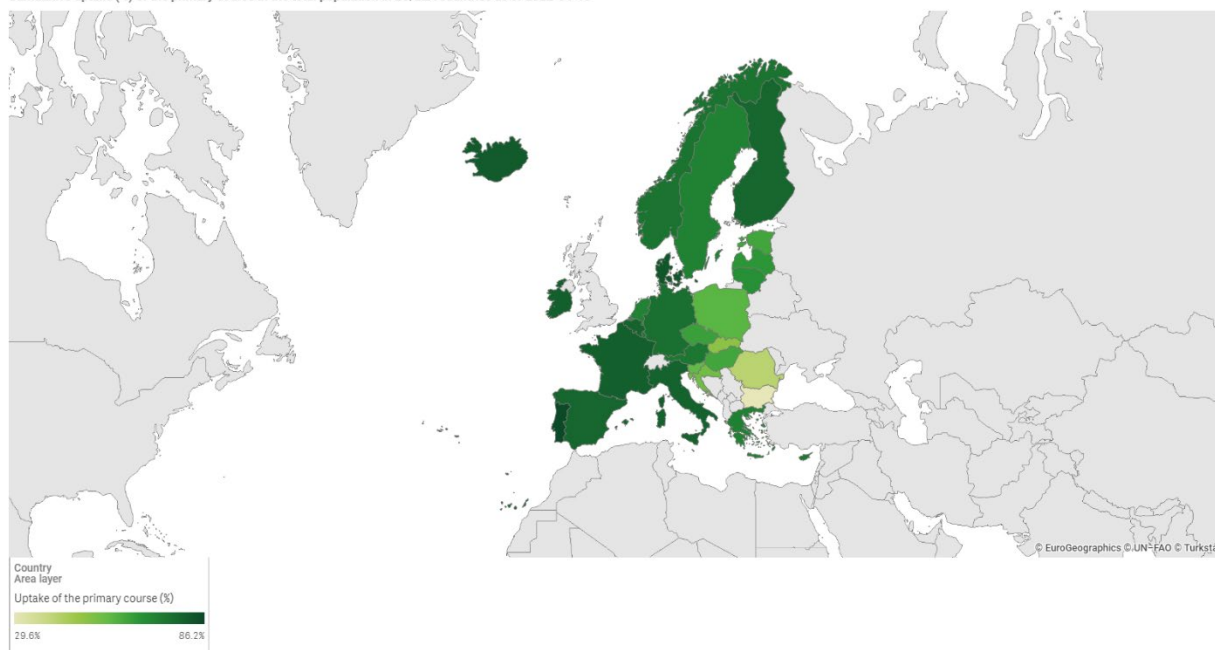 © EuroGeographics © UN-FAO © Turksta
Country
Area layer
Uptake of the primary course (%)
29.6%
86.2%